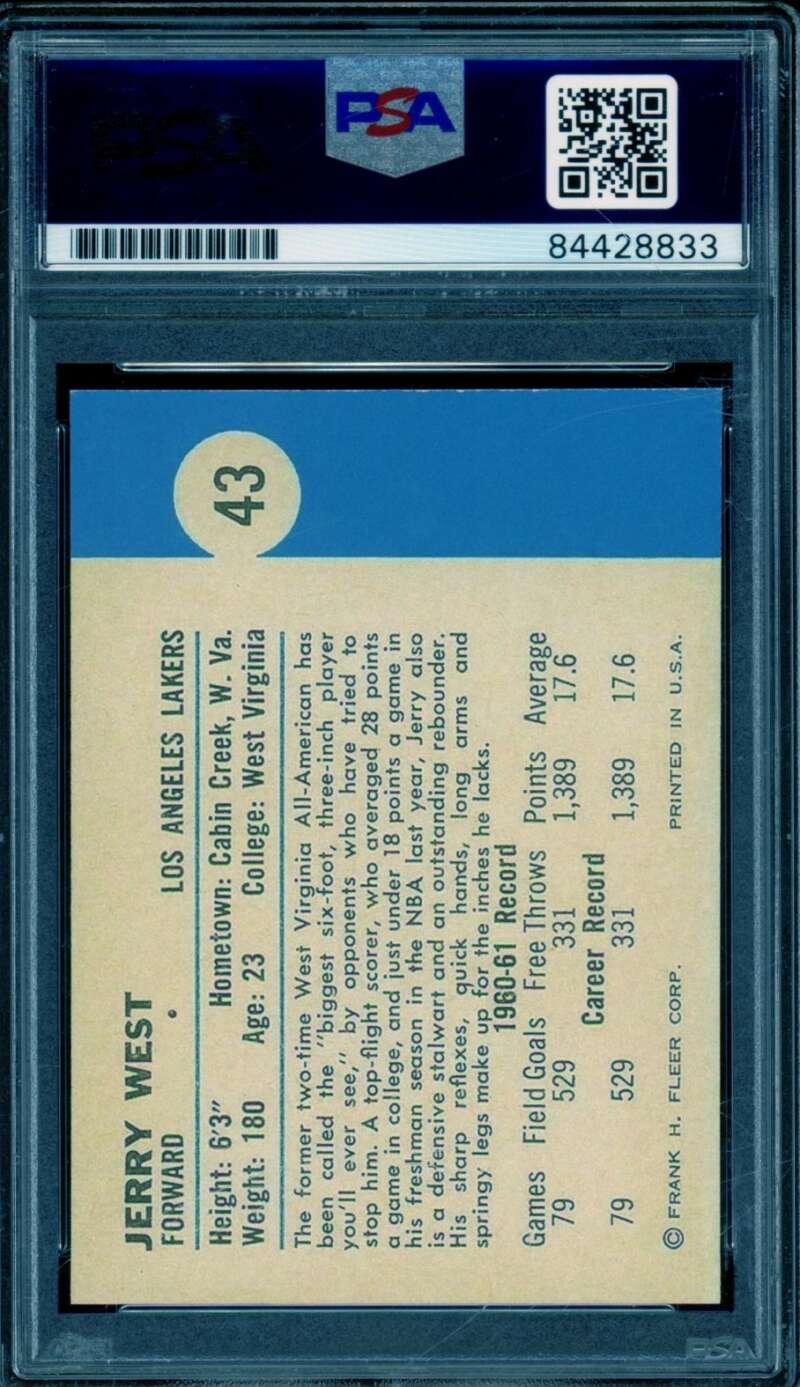 PSA
84428833
43
JERRY WEST
FORWARD • LOS ANGELES LAKERS
Height: 6'3" Hometown: Cabin Creek, W. Va.
Weight: 180 Age: 23 College: West Virginia
The former two-time West Virginia All-American has
been called the "biggest six-foot, three-inch player
you'll ever see," by opponents who have tried to
stop him. A top-flight scorer, who averaged 28 points
a game in college, and just under 18 points a game in
his freshman season in the NBA last year, Jerry also
is a defensive stalwart and an outstanding rebounder.
His sharp reflexes, quick hands, long arms and
springy legs make up for the inches he lacks.
1960-61 Record
Games Field Goals Free Throws Points Average
79 529 331 1,389 17.6
Career Record
79 529 331 1,389 17.6
© FRANK H. FLEER CORP. PRINTED IN U.S.A.
PSA